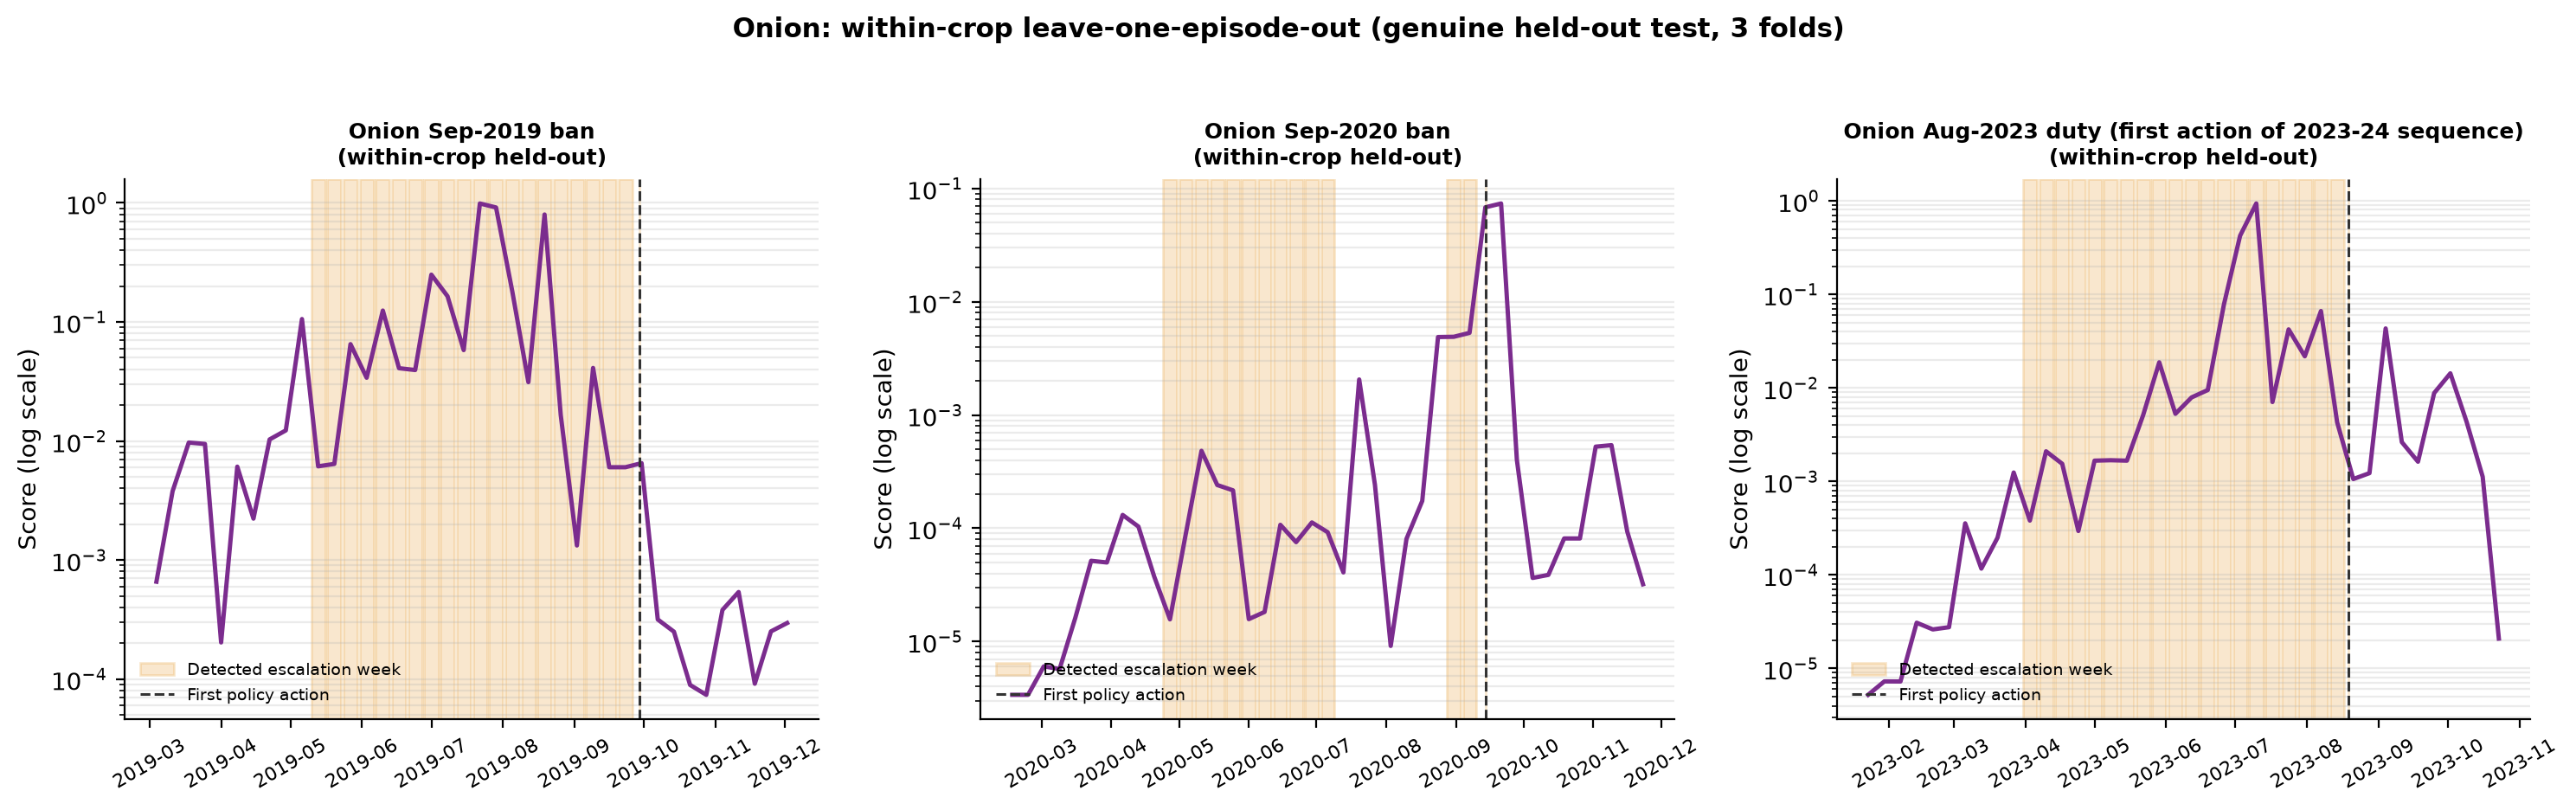 Onion: within-crop leave-one-episode-out (genuine held-out test, 3 folds)
Onion Sep-2019 ban
(within-crop held-out)
Score (log scale)
10⁰
10⁻¹
10⁻²
10⁻³
10⁻⁴
Detected escalation week
First policy action
2019-03
2019-04
2019-05
2019-06
2019-07
2019-08
2019-09
2019-10
2019-11
2019-12
Onion Sep-2020 ban
(within-crop held-out)
Score (log scale)
10⁻¹
10⁻²
10⁻³
10⁻⁴
10⁻⁵
Detected escalation week
First policy action
2020-03
2020-04
2020-05
2020-06
2020-07
2020-08
2020-09
2020-10
2020-11
2020-12
Onion Aug-2023 duty (first action of 2023-24 sequence)
(within-crop held-out)
Score (log scale)
10⁰
10⁻¹
10⁻²
10⁻³
10⁻⁴
10⁻⁵
Detected escalation week
First policy action
2023-02
2023-03
2023-04
2023-05
2023-06
2023-07
2023-08
2023-09
2023-10
2023-11